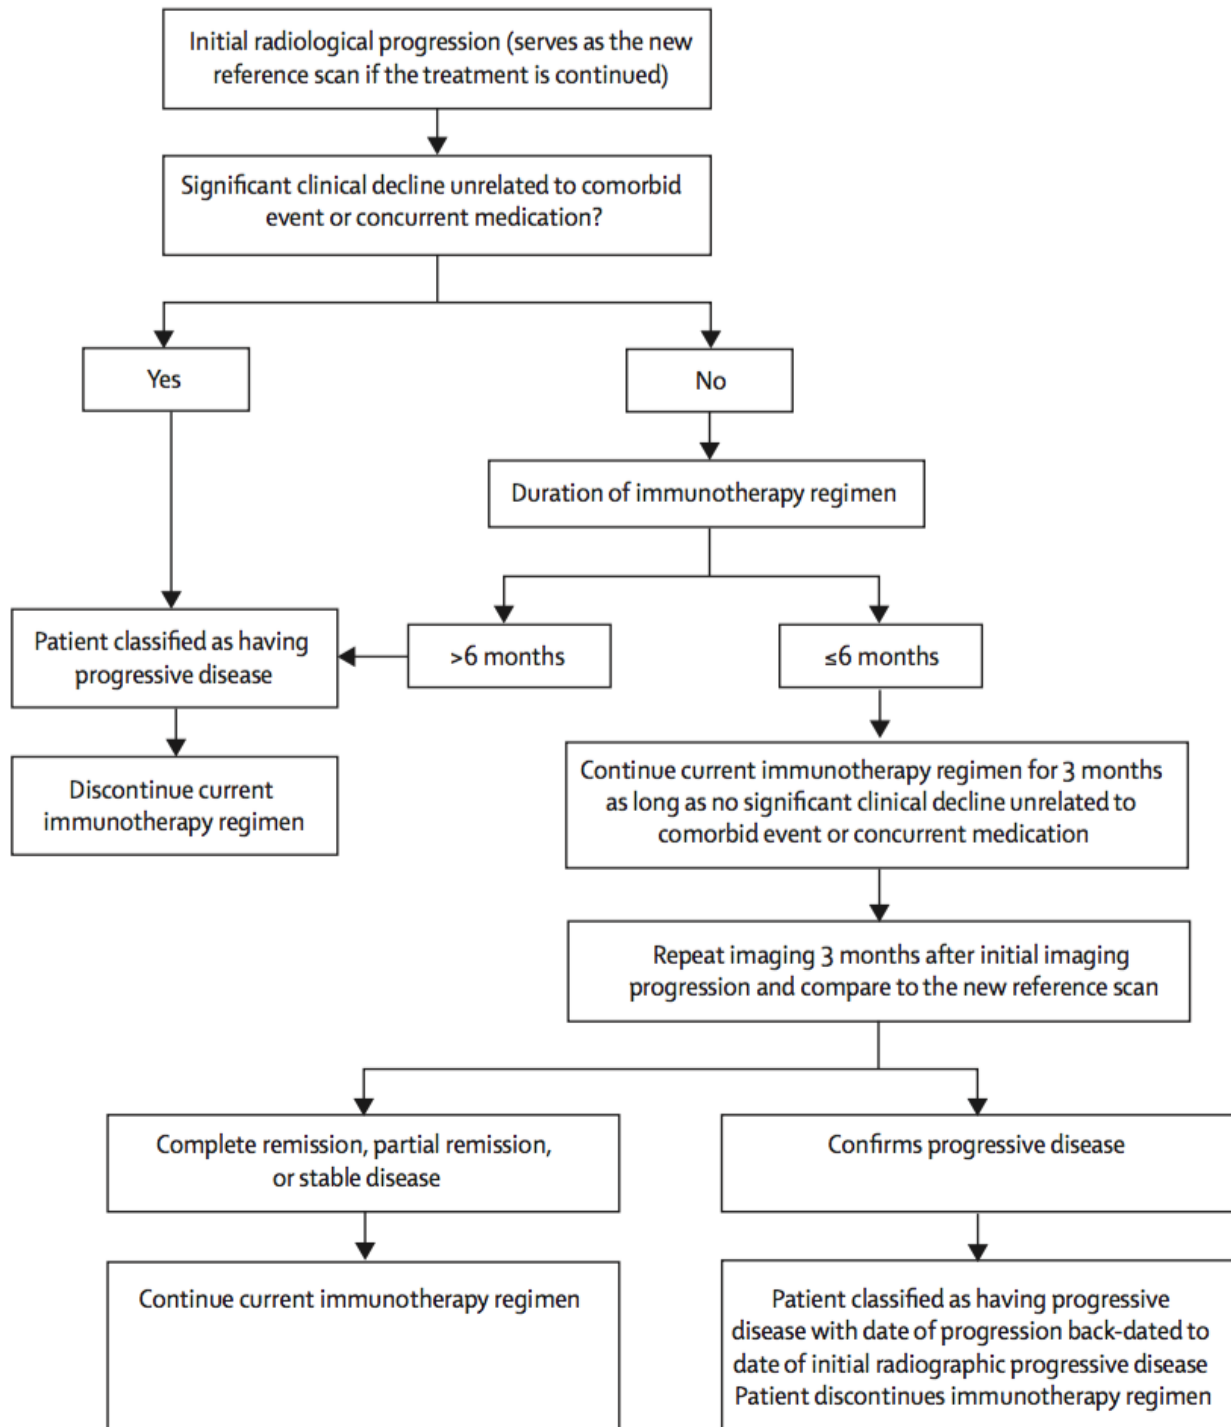 Initial radiological progression (serves as the new
reference scan if the treatment is continued)
Significant clinical decline unrelated to comorbid
event or concurrent medication?
Yes
No
Duration of immunotherapy regimen
Patient classified as having
progressive disease
>6 months
≤6 months
Discontinue current
immunotherapy regimen
Continue current immunotherapy regimen for 3 months
as long as no significant clinical decline unrelated to
comorbid event or concurrent medication
Repeat imaging 3 months after initial imaging
progression and compare to the new reference scan
Complete remission, partial remission,
or stable disease
Confirms progressive disease
Continue current immunotherapy regimen
Patient classified as having progressive
disease with date of progression back-dated to
date of initial radiographic progressive disease
Patient discontinues immunotherapy regimen